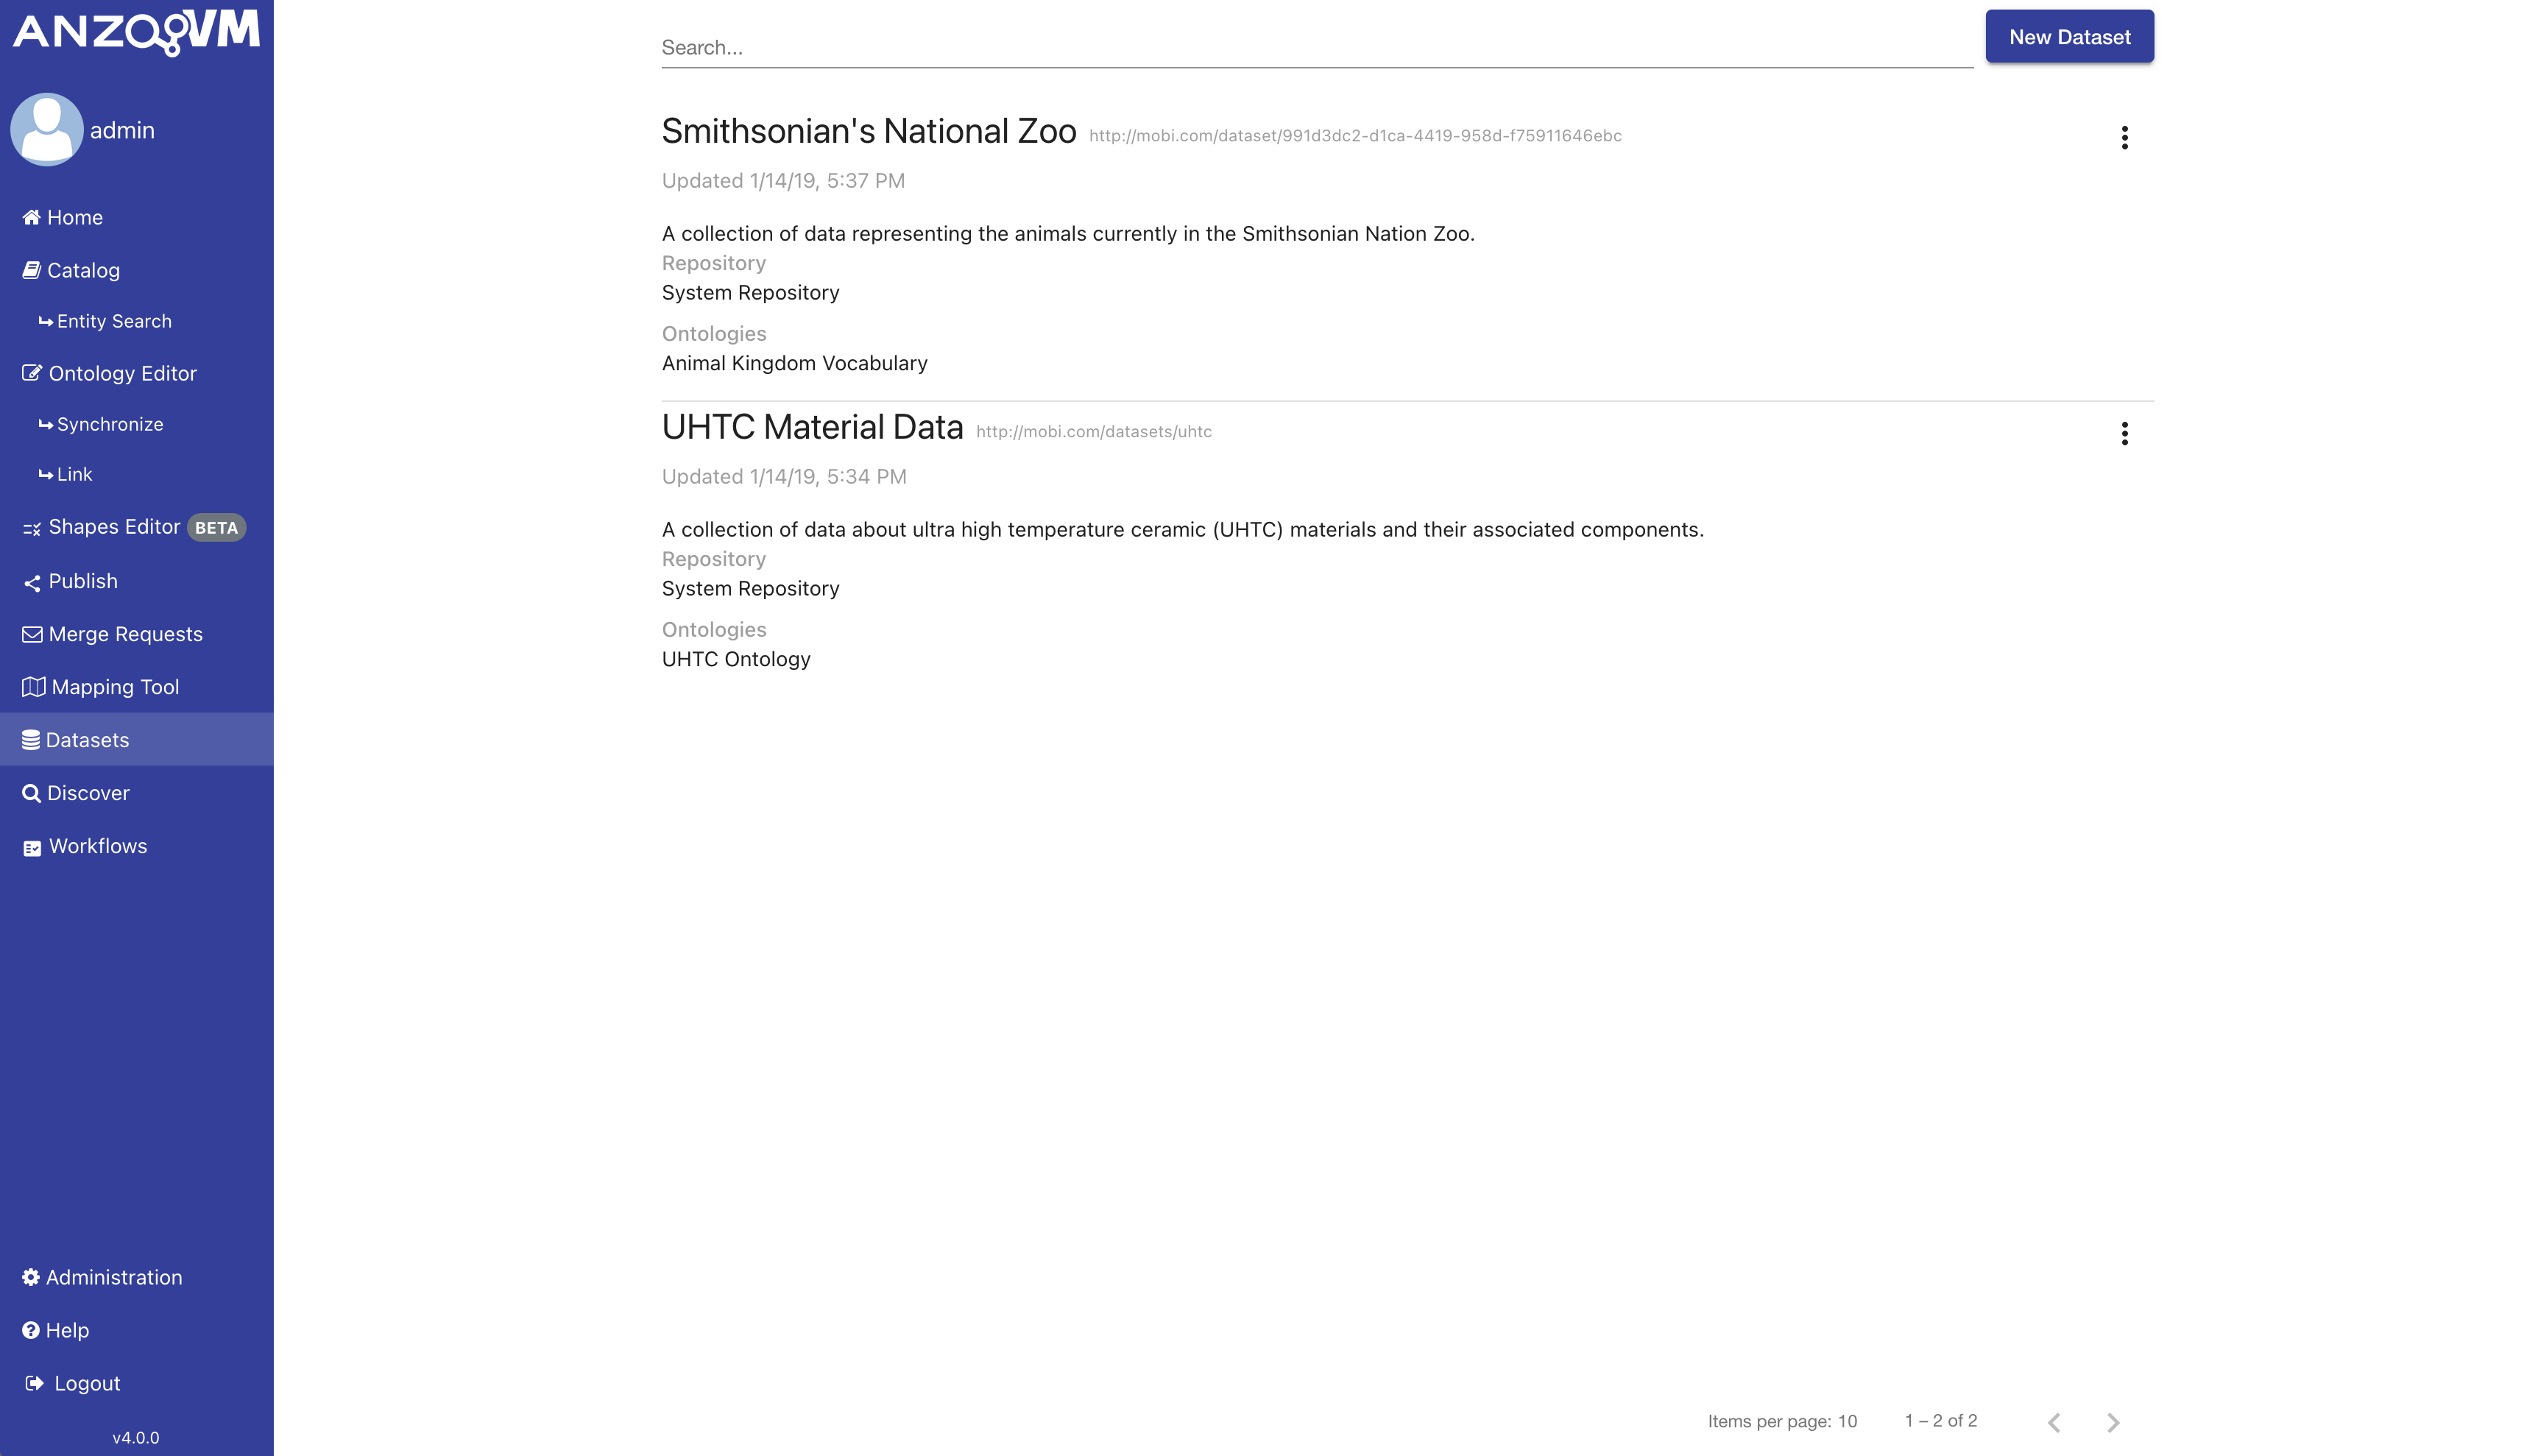 ANZO VM
admin
Home
Catalog
Entity Search
Ontology Editor
Synchronize
Link
Shapes Editor BETA
Publish
Merge Requests
Mapping Tool
Datasets
Discover
Workflows
Administration
Help
Logout
v4.0.0
Search...
New Dataset
Smithsonian's National Zoo http://mobi.com/dataset/991d3dc2-d1ca-4419-958d-f75911646ebc
Updated 1/14/19, 5:37 PM
A collection of data representing the animals currently in the Smithsonian Nation Zoo.
Repository
System Repository
Ontologies
Animal Kingdom Vocabulary
UHTC Material Data http://mobi.com/datasets/uhtc
Updated 1/14/19, 5:34 PM
A collection of data about ultra high temperature ceramic (UHTC) materials and their associated components.
Repository
System Repository
Ontologies
UHTC Ontology
Items per page: 10 1 – 2 of 2